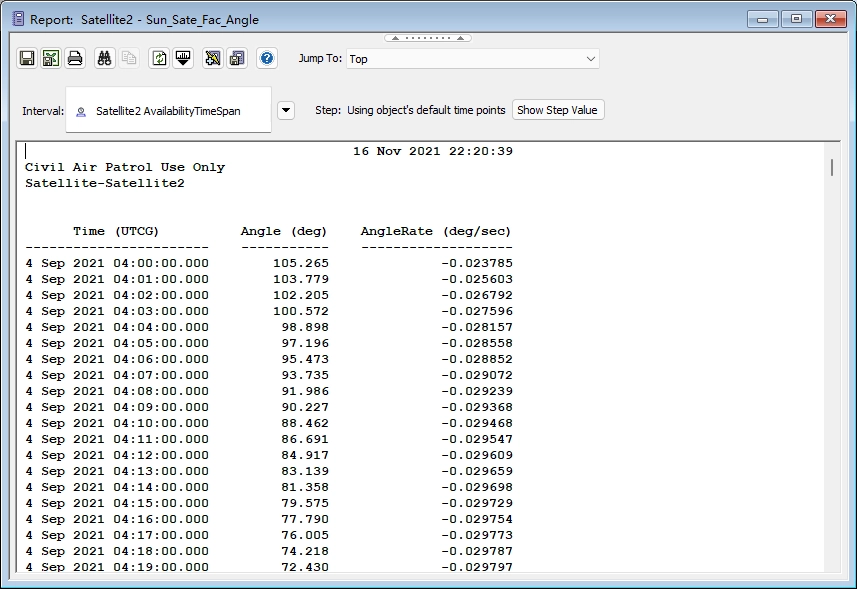 Report: Satellite2 - Sun_Sate_Fac_Angle
Jump To: Top
Interval: Satellite2 AvailabilityTimeSpan Step: Using object's default time points Show Step Value
16 Nov 2021 22:20:39
Civil Air Patrol Use Only
Satellite-Satellite2
Time (UTCG) Angle (deg) AngleRate (deg/sec)
----------------------- ----------- -------------------
4 Sep 2021 04:00:00.000 105.265 -0.023785
4 Sep 2021 04:01:00.000 103.779 -0.025603
4 Sep 2021 04:02:00.000 102.205 -0.026792
4 Sep 2021 04:03:00.000 100.572 -0.027596
4 Sep 2021 04:04:00.000 98.898 -0.028157
4 Sep 2021 04:05:00.000 97.196 -0.028558
4 Sep 2021 04:06:00.000 95.473 -0.028852
4 Sep 2021 04:07:00.000 93.735 -0.029072
4 Sep 2021 04:08:00.000 91.986 -0.029239
4 Sep 2021 04:09:00.000 90.227 -0.029368
4 Sep 2021 04:10:00.000 88.462 -0.029468
4 Sep 2021 04:11:00.000 86.691 -0.029547
4 Sep 2021 04:12:00.000 84.917 -0.029609
4 Sep 2021 04:13:00.000 83.139 -0.029659
4 Sep 2021 04:14:00.000 81.358 -0.029698
4 Sep 2021 04:15:00.000 79.575 -0.029729
4 Sep 2021 04:16:00.000 77.790 -0.029754
4 Sep 2021 04:17:00.000 76.005 -0.029773
4 Sep 2021 04:18:00.000 74.218 -0.029787
4 Sep 2021 04:19:00.000 72.430 -0.029797